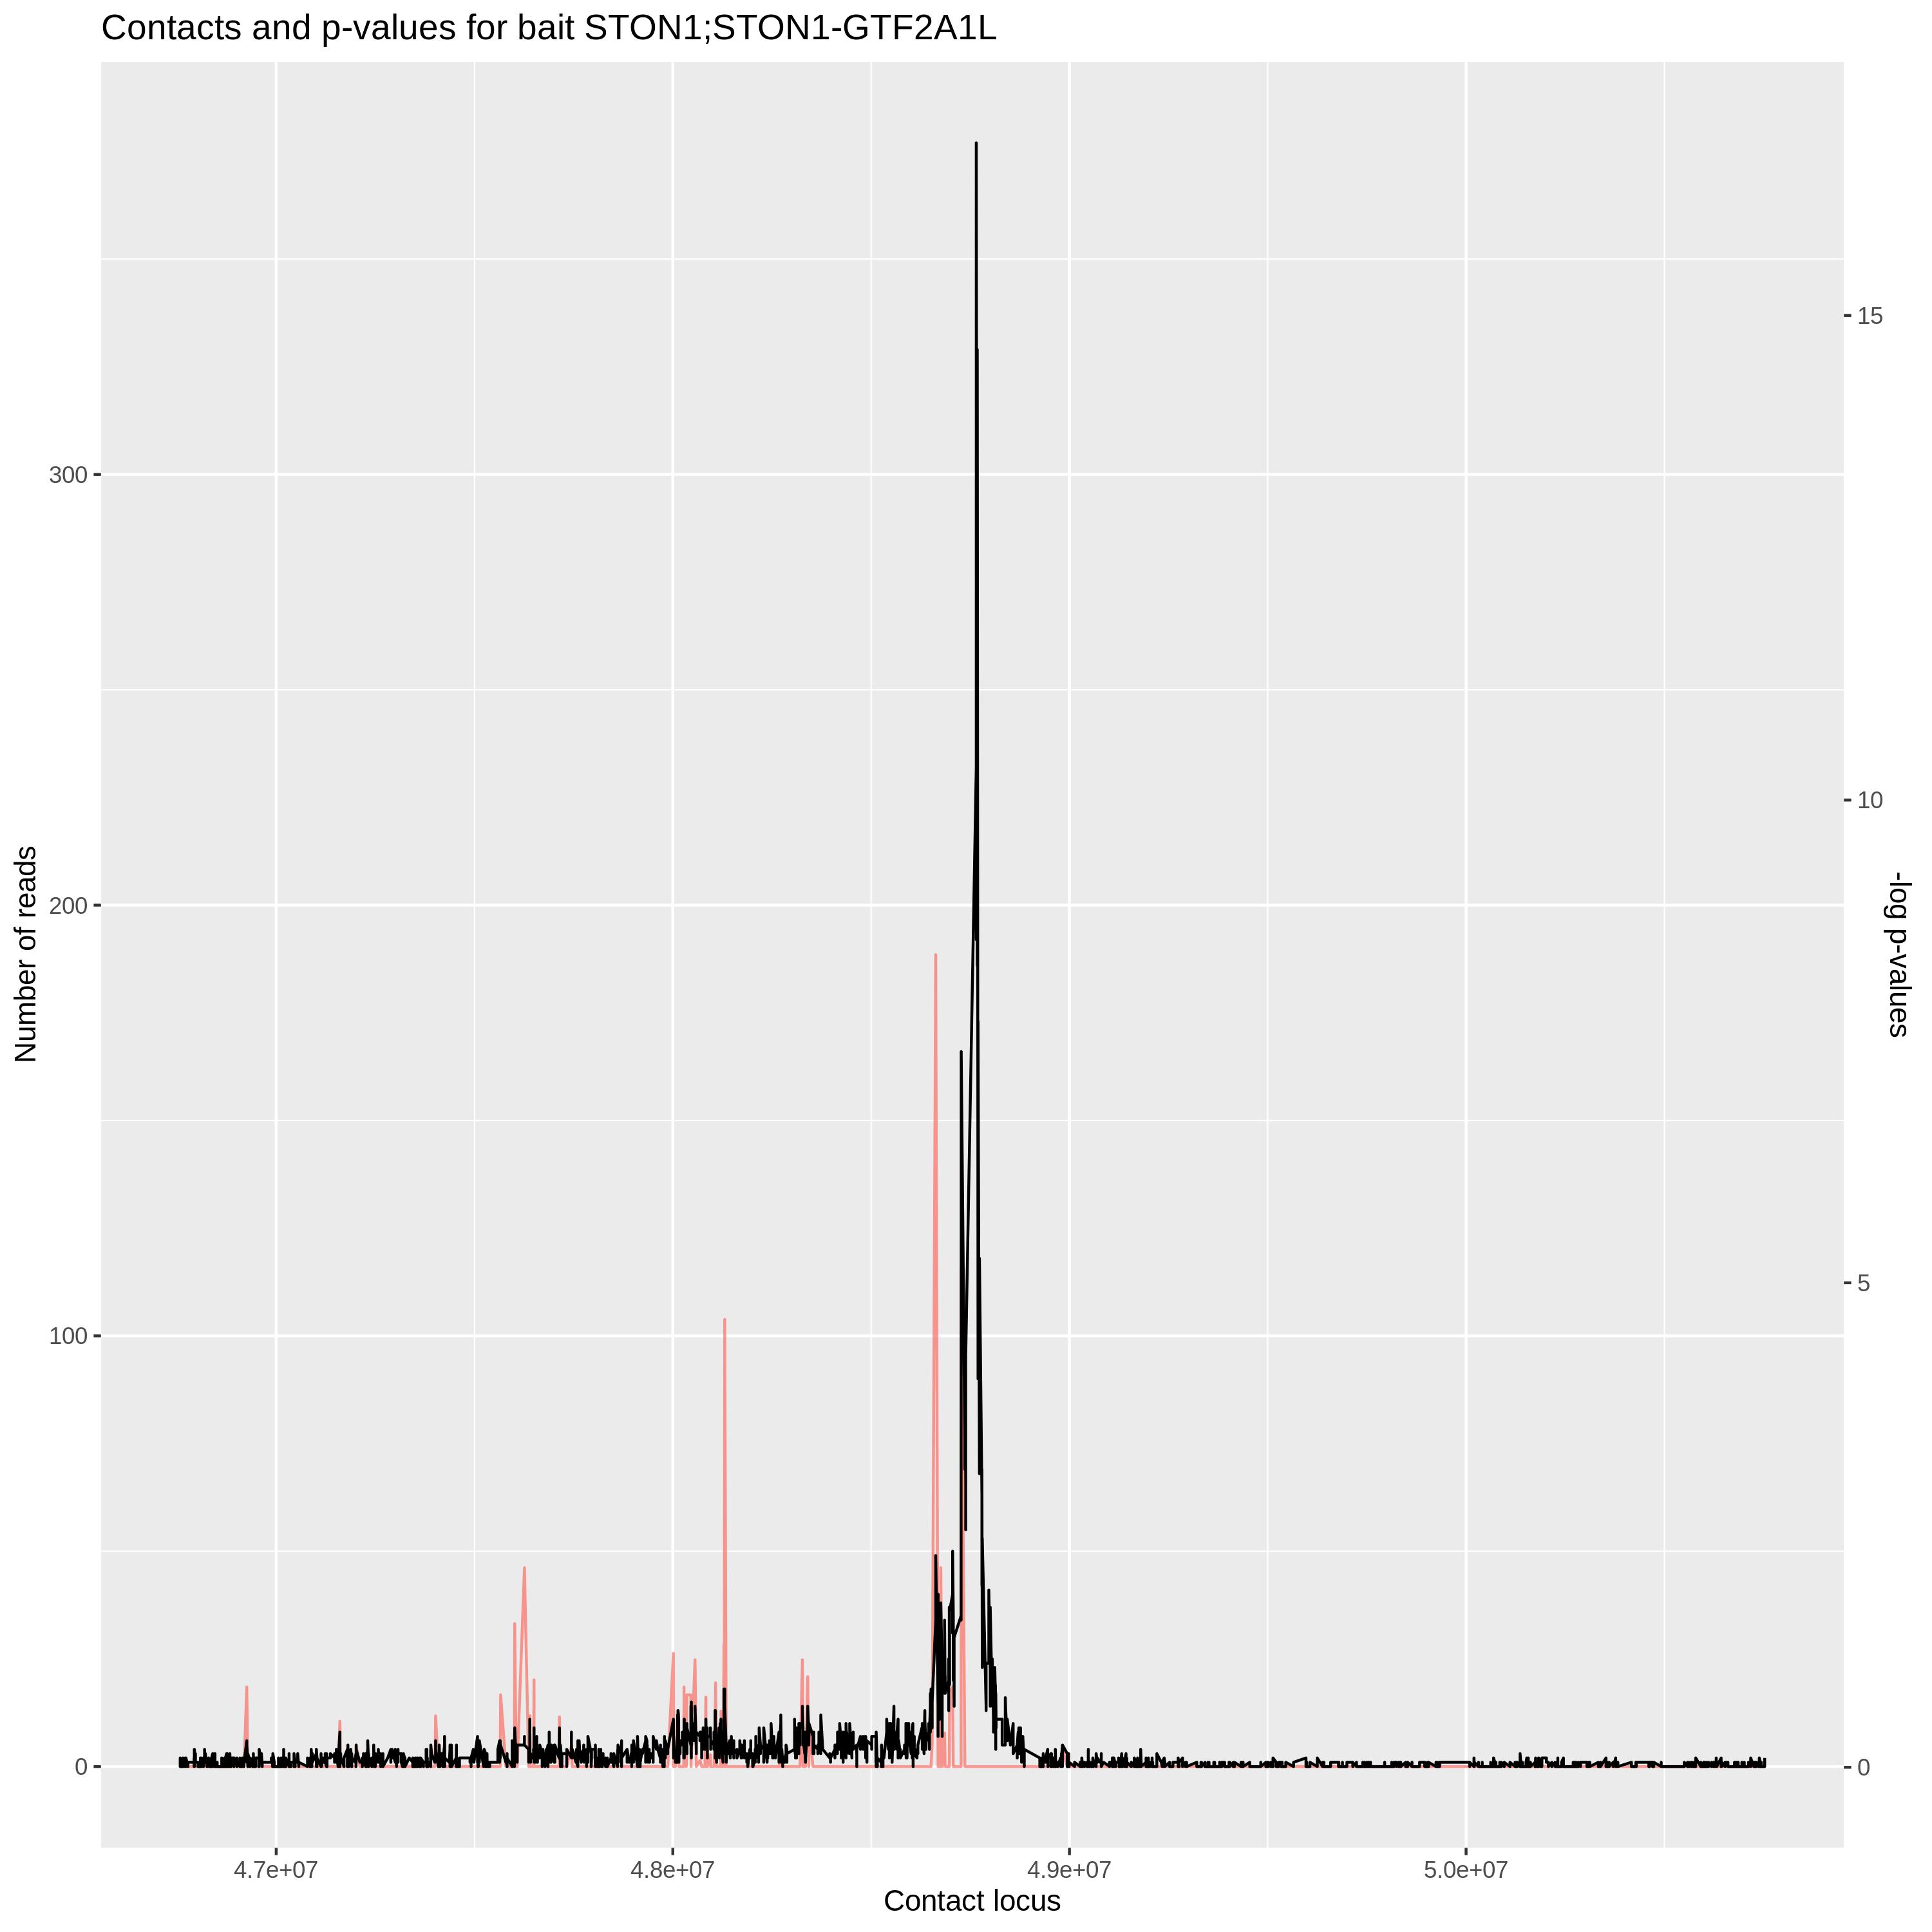 Contacts and p-values for bait STON1;STON1-GTF2A1L
Number of reads
300
200
100
0
15
10
5
0
-log p-values
4.7e+07
4.8e+07
4.9e+07
5.0e+07
Contact locus